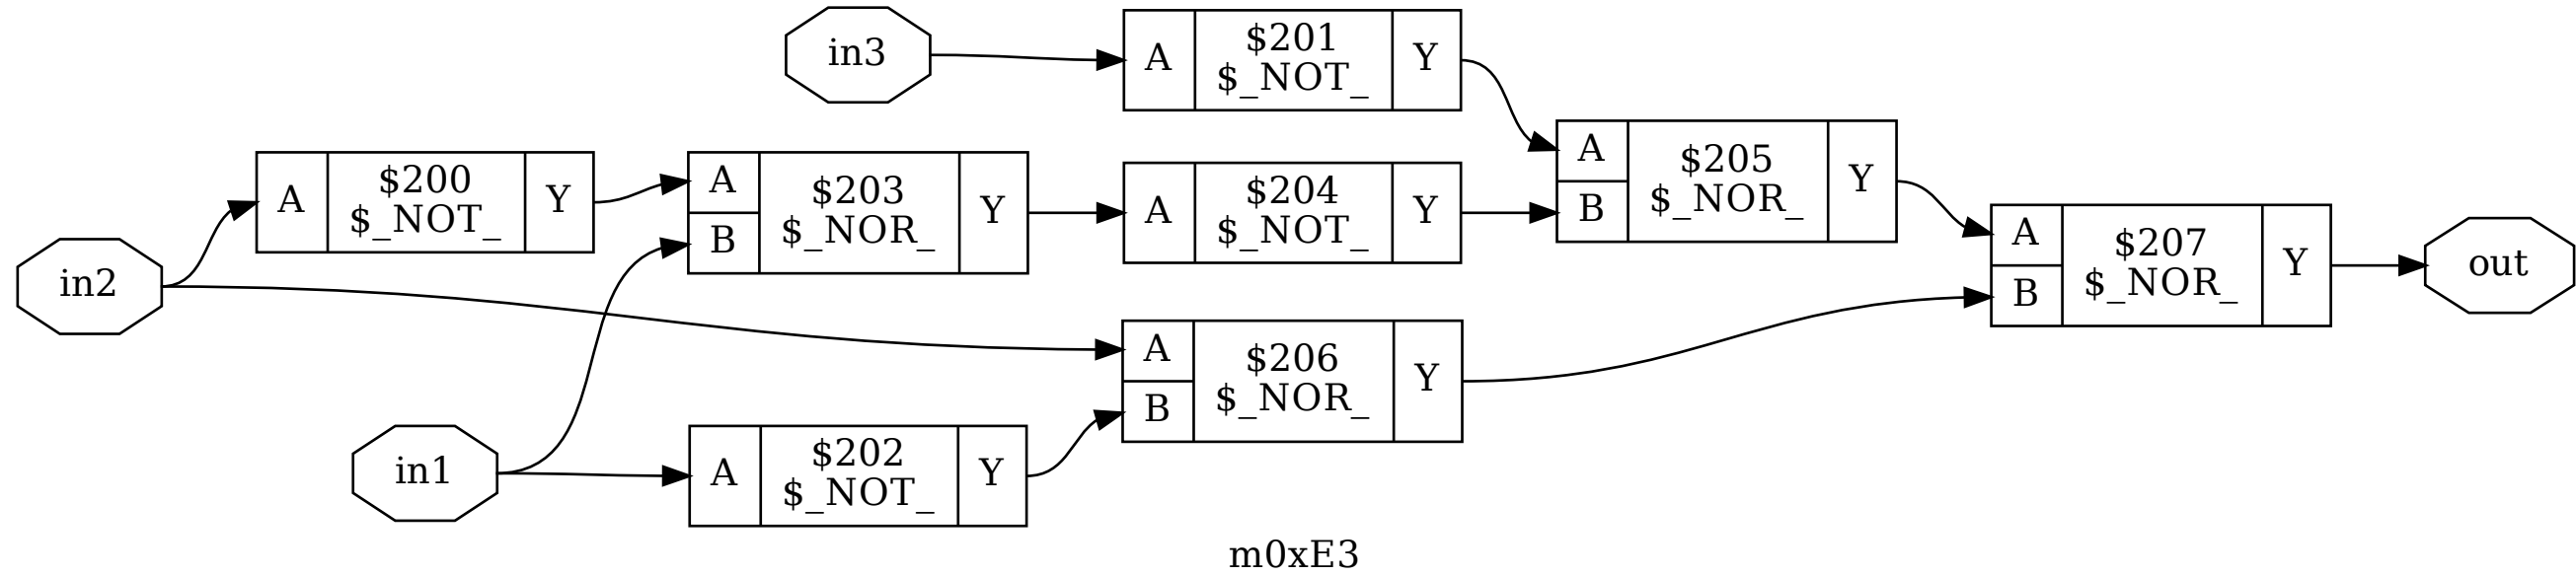 in3
A
$201
$_NOT_
Y
in2
A
$200
$_NOT_
Y
A
B
$203
$_NOR_
Y
A
$204
$_NOT_
Y
A
B
$205
$_NOR_
Y
in1
A
$202
$_NOT_
Y
A
B
$206
$_NOR_
Y
A
B
$207
$_NOR_
Y
out
m0xE3